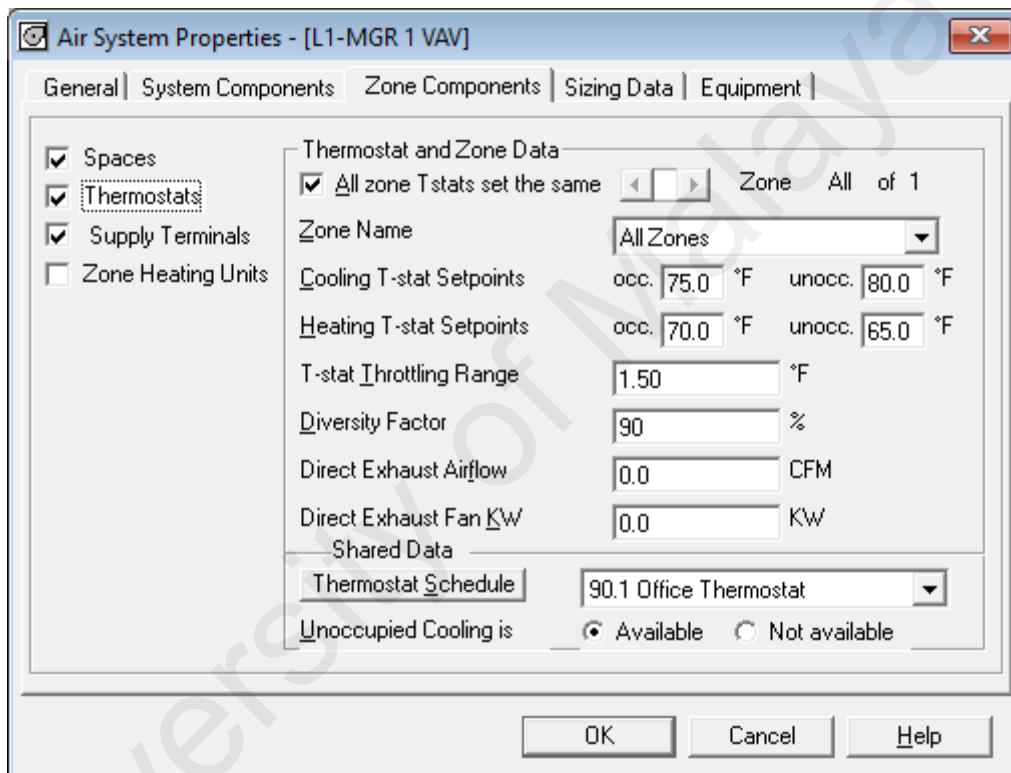 Air System Properties - [L1-MGR 1 VAV]
General System Components Zone Components Sizing Data Equipment
Spaces
Thermostats
Supply Terminals
Zone Heating Units
Thermostat and Zone Data
All zone Tstats set the same Zone All of 1
Zone Name All Zones
Cooling T-stat Setpoints occ. 75.0 °F unocc. 80.0 °F
Heating T-stat Setpoints occ. 70.0 °F unocc. 65.0 °F
T-stat Throttling Range 1.50 °F
Diversity Factor 90 %
Direct Exhaust Airflow 0.0 CFM
Direct Exhaust Fan KW 0.0 KW
Shared Data
Thermostat Schedule 90.1 Office Thermostat
Unoccupied Cooling is Available Not available
OK Cancel Help
versity of Malaya